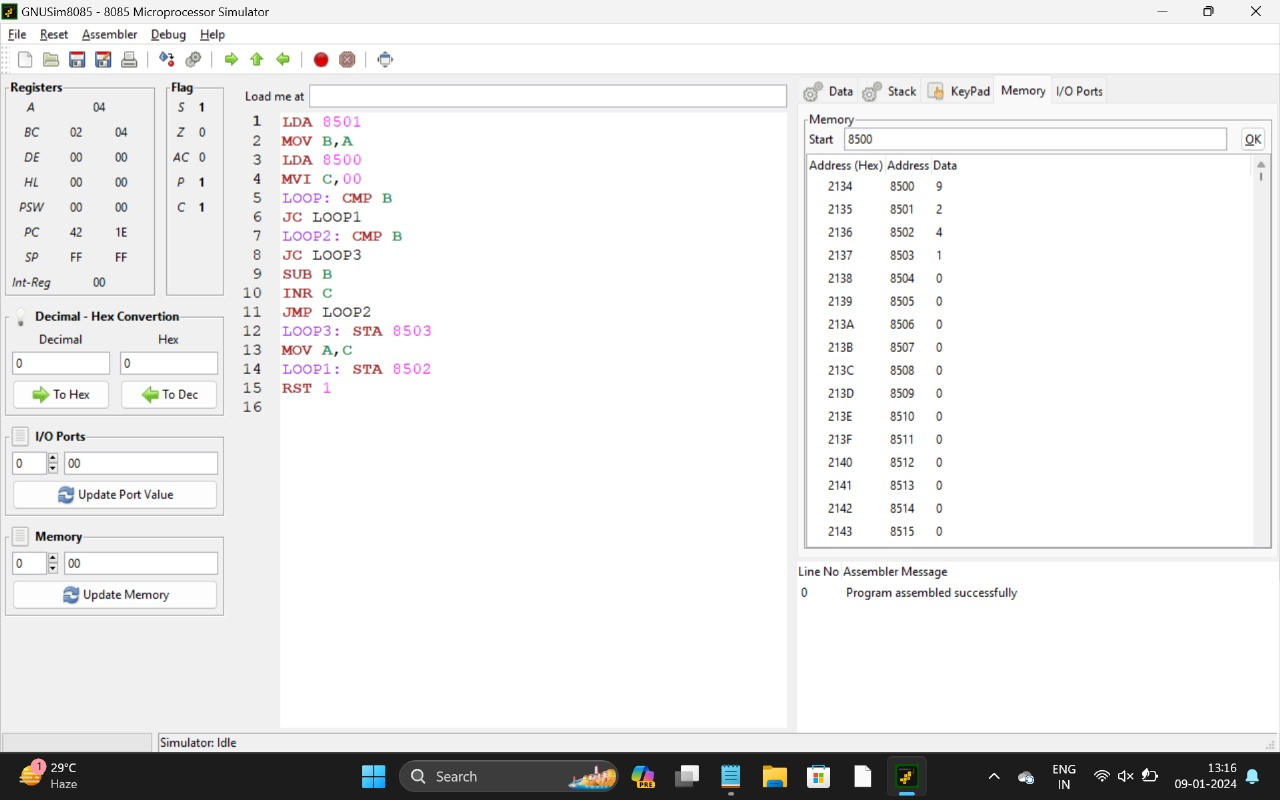 GNUSim8085 - 8085 Microprocessor Simulator
File Reset Assembler Debug Help
Registers
A 04
BC 02 04
DE 00 00
HL 00 00
PSW 00 00
PC 42 1E
SP FF FF
Int-Reg 00
Flag
S 1
Z 0
AC 0
P 1
C 1
Decimal - Hex Convertion
Decimal Hex
0 0
To Hex To Dec
I/O Ports
0 00
Update Port Value
Memory
0 00
Update Memory
Load me at
1 LDA 8501
2 MOV B,A
3 LDA 8500
4 MVI C,00
5 LOOP: CMP B
6 JC LOOP1
7 LOOP2: CMP B
8 JC LOOP3
9 SUB B
10 INR C
11 JMP LOOP2
12 LOOP3: STA 8503
13 MOV A,C
14 LOOP1: STA 8502
15 RST 1
16
Data Stack KeyPad Memory I/O Ports
Memory
Start 8500 OK
Address (Hex) Address Data
2134 8500 9
2135 8501 2
2136 8502 4
2137 8503 1
2138 8504 0
2139 8505 0
213A 8506 0
213B 8507 0
213C 8508 0
213D 8509 0
213E 8510 0
213F 8511 0
2140 8512 0
2141 8513 0
2142 8514 0
2143 8515 0
Line No Assembler Message
0 Program assembled successfully
Simulator: Idle
1
29°C
Haze
Search
PRE
ENG
IN
13:16
09-01-2024